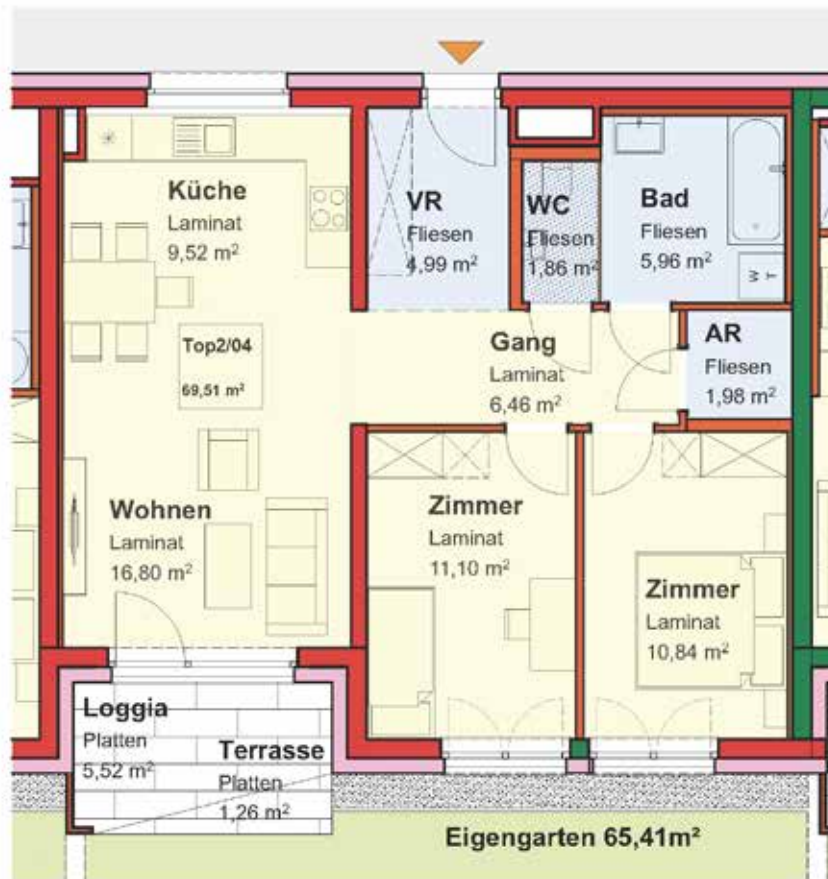 Küche
Laminat
9,52 m²
VR
Fliesen
4,99 m²
WC
Fliesen
1,86 m²
Bad
Fliesen
5,96 m²
W T
Top2/04
69,51 m²
Gang
Laminat
6,46 m²
AR
Fliesen
1,98 m²
Wohnen
Laminat
16,80 m²
Zimmer
Laminat
11,10 m²
Zimmer
Laminat
10,84 m²
Loggia
Platten
5,52 m²
Terrasse
Platten
1,26 m²
Eigengarten 65,41m²